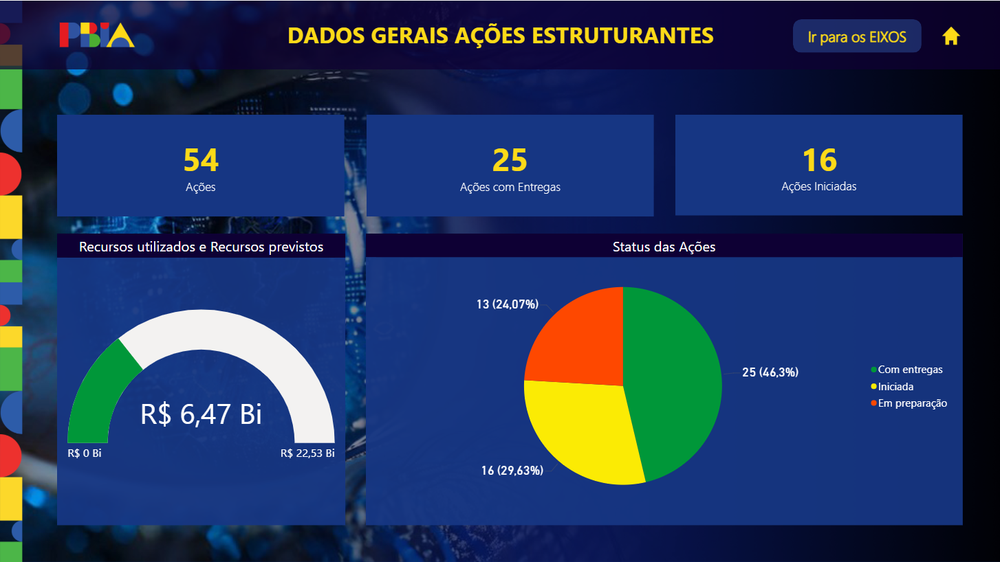 PBIA
DADOS GERAIS AÇÕES ESTRUTURANTES
Ir para os EIXOS
54
Ações
25
Ações com Entregas
16
Ações Iniciadas
Recursos utilizados e Recursos previstos
R$ 6,47 Bi
R$ 0 Bi
R$ 22,53 Bi
Status das Ações
13 (24,07%)
25 (46,3%)
16 (29,63%)
Com entregas
Iniciada
Em preparação